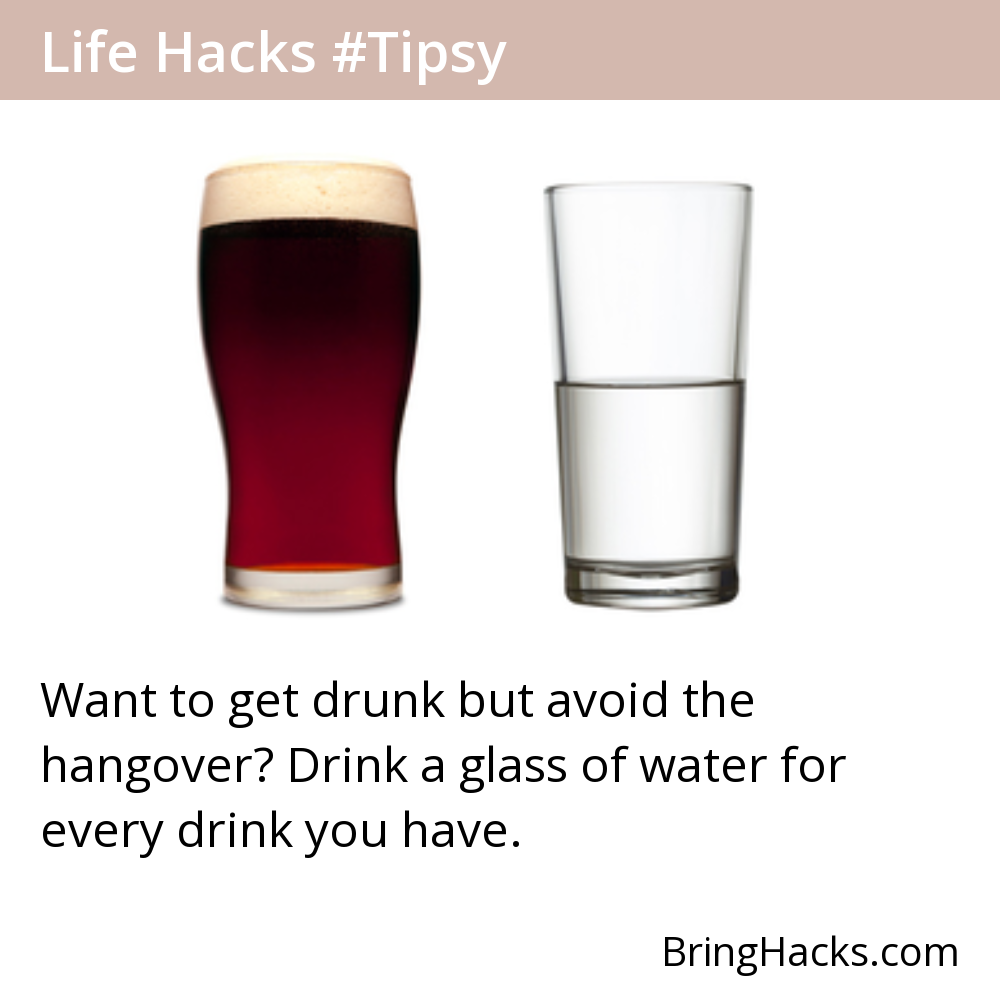 Life Hacks #Tipsy
Want to get drunk but avoid the
hangover? Drink a glass of water for
every drink you have.
BringHacks.com